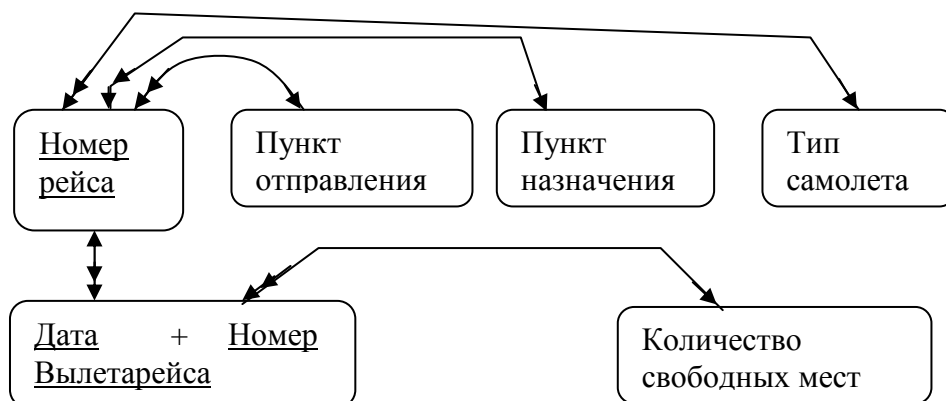 Номер
рейса
Пункт
отправления
Пункт
назначения
Тип
самолета
Дата + Номер
Вылетарейса
Количество
свободных мест